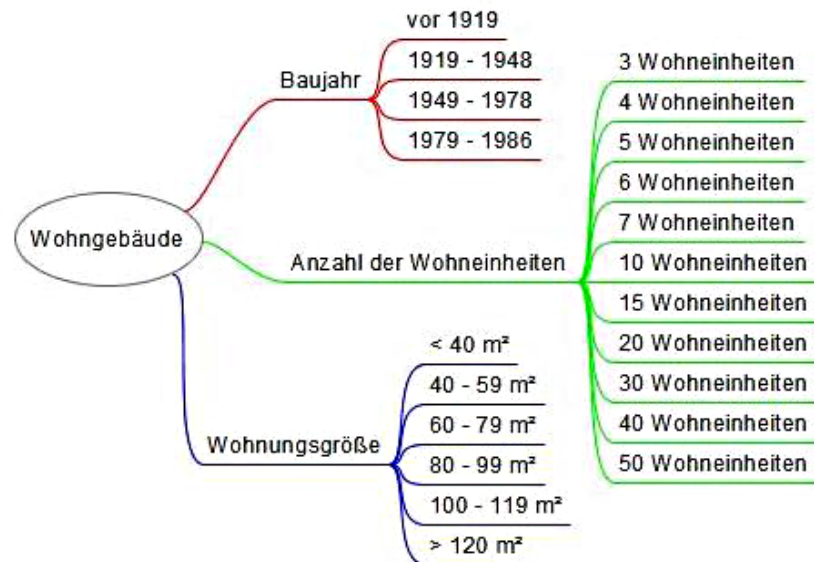 Wohngebäude
Baujahr
vor 1919
1919 - 1948
1949 - 1978
1979 - 1986
Anzahl der Wohneinheiten
3 Wohneinheiten
4 Wohneinheiten
5 Wohneinheiten
6 Wohneinheiten
7 Wohneinheiten
10 Wohneinheiten
15 Wohneinheiten
20 Wohneinheiten
30 Wohneinheiten
40 Wohneinheiten
50 Wohneinheiten
Wohnungsgröße
< 40 m²
40 - 59 m²
60 - 79 m²
80 - 99 m²
100 - 119 m²
> 120 m²